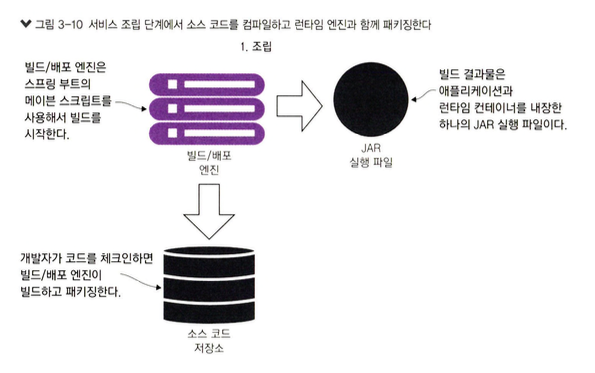 그림 3-10 서비스 조립 단계에서 소스 코드를 컴파일하고 런타임 엔진과 함께 패키징한다
1. 조립
빌드/배포 엔진은
스프링 부트의
메이븐 스크립트를
사용해서 빌드를
시작한다.
빌드/배포
엔진
JAR
실행 파일
빌드 결과물은
애플리케이션과
런타임 컨테이너를 내장한
하나의 JAR 실행 파일이다.
개발자가 코드를 체크인하면
빌드/배포 엔진이
빌드하고 패키징한다.
소스 코드
저장소